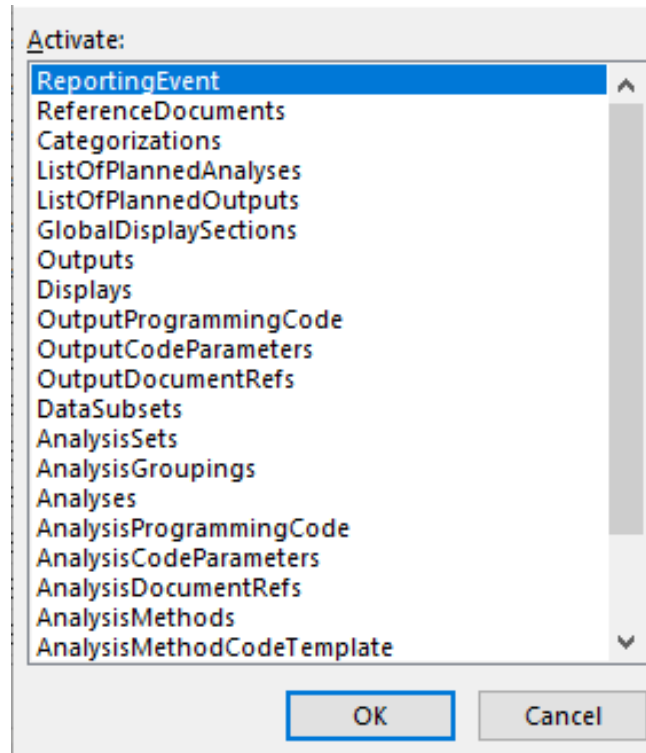 Activate:
ReportingEvent
ReferenceDocuments
Categorizations
ListOfPlannedAnalyses
ListOfPlannedOutputs
GlobalDisplaySections
Outputs
Displays
OutputProgrammingCode
OutputCodeParameters
OutputDocumentRefs
DataSubsets
AnalysisSets
AnalysisGroupings
Analyses
AnalysisProgrammingCode
AnalysisCodeParameters
AnalysisDocumentRefs
AnalysisMethods
AnalysisMethodCodeTemplate
OK Cancel